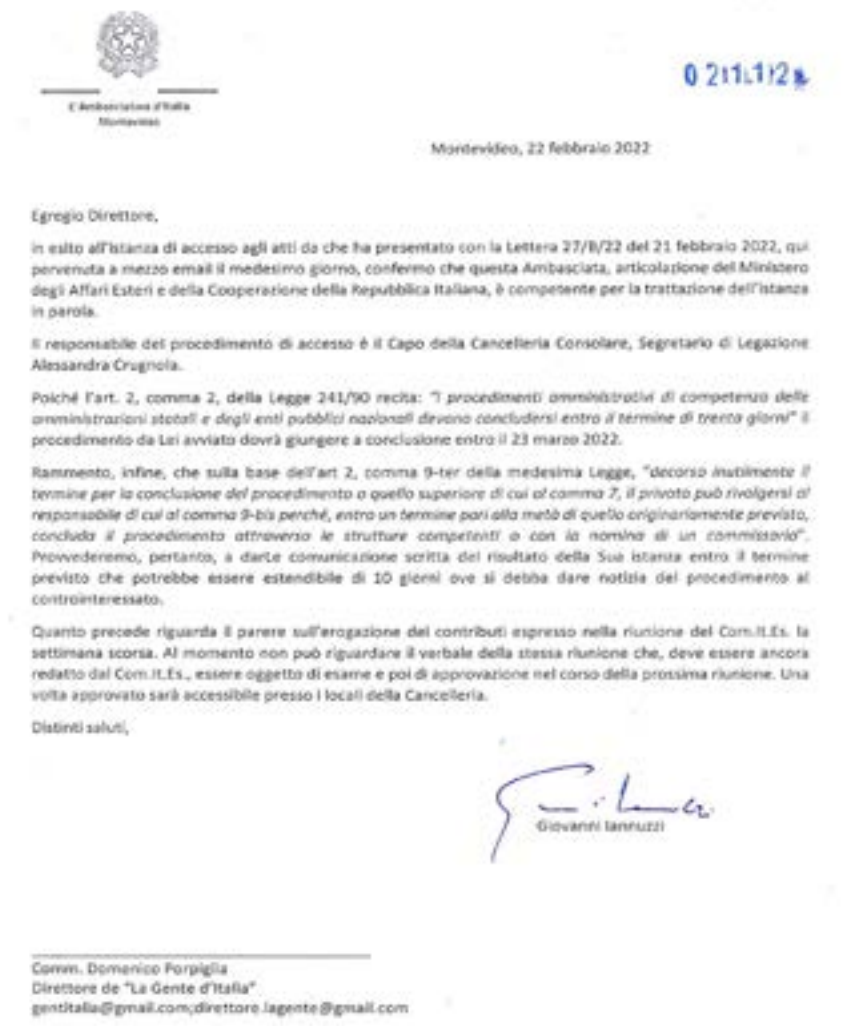 L'Ambasciatore d'Italia
Montevideo
Montevideo, 22 febbraio 2022
Egregio Direttore,
in esito all'istanza di accesso agli atti da che ha presentato con la Lettera 27/B/22 del 21 febbraio 2022, qui
pervenuta a mezzo email il medesimo giorno, confermo che questa Ambasciata, articolazione del Ministero
degli Affari Esteri e della Cooperazione della Repubblica Italiana, è competente per la trattazione dell'istanza
in parola.
Il responsabile del procedimento di accesso è il Capo della Cancelleria Consolare, Segretario di Legazione
Alessandra Crugnola.
Poiché l'art. 2, comma 2, della Legge 241/90 recita: "I procedimenti amministrativi di competenza delle
amministrazioni statali e degli enti pubblici nazionali devono concludersi entro il termine di trenta giorni" il
procedimento da Lei avviato dovrà giungere a conclusione entro il 23 marzo 2022.
Rammento, infine, che sulla base dell'art 2, comma 9-ter della medesima Legge, "decorso inutilmente il
termine per la conclusione del procedimento o quello superiore di cui al comma 7, il privato può rivolgersi al
responsabile di cui al comma 9-bis perché, entro un termine pari alla metà di quello originariamente previsto,
concluda il procedimento attraverso le strutture competenti o con la nomina di un commissario".
Provvederemo, pertanto, a darLe comunicazione scritta del risultato della Sua istanza entro il termine
previsto che potrebbe essere estendibile di 10 giorni ove si debba dare notizia del procedimento al
controinteressato.
Quanto precede riguarda il parere sull'erogazione dei contributi espresso nella riunione del Com.It.Es. la
settimana scorsa. Al momento non può riguardare il verbale della stessa riunione che, deve essere ancora
redatto dal Com.It.Es., essere oggetto di esame e poi di approvazione nel corso della prossima riunione. Una
volta approvato sarà accessibile presso i locali della Cancelleria.
Distinti saluti,
Giovanni Iannuzzi
Comm. Domenico Porpiglia
Direttore de "La Gente d'Italia"
gentitalia@gmail.com;direttore.lagente@gmail.com